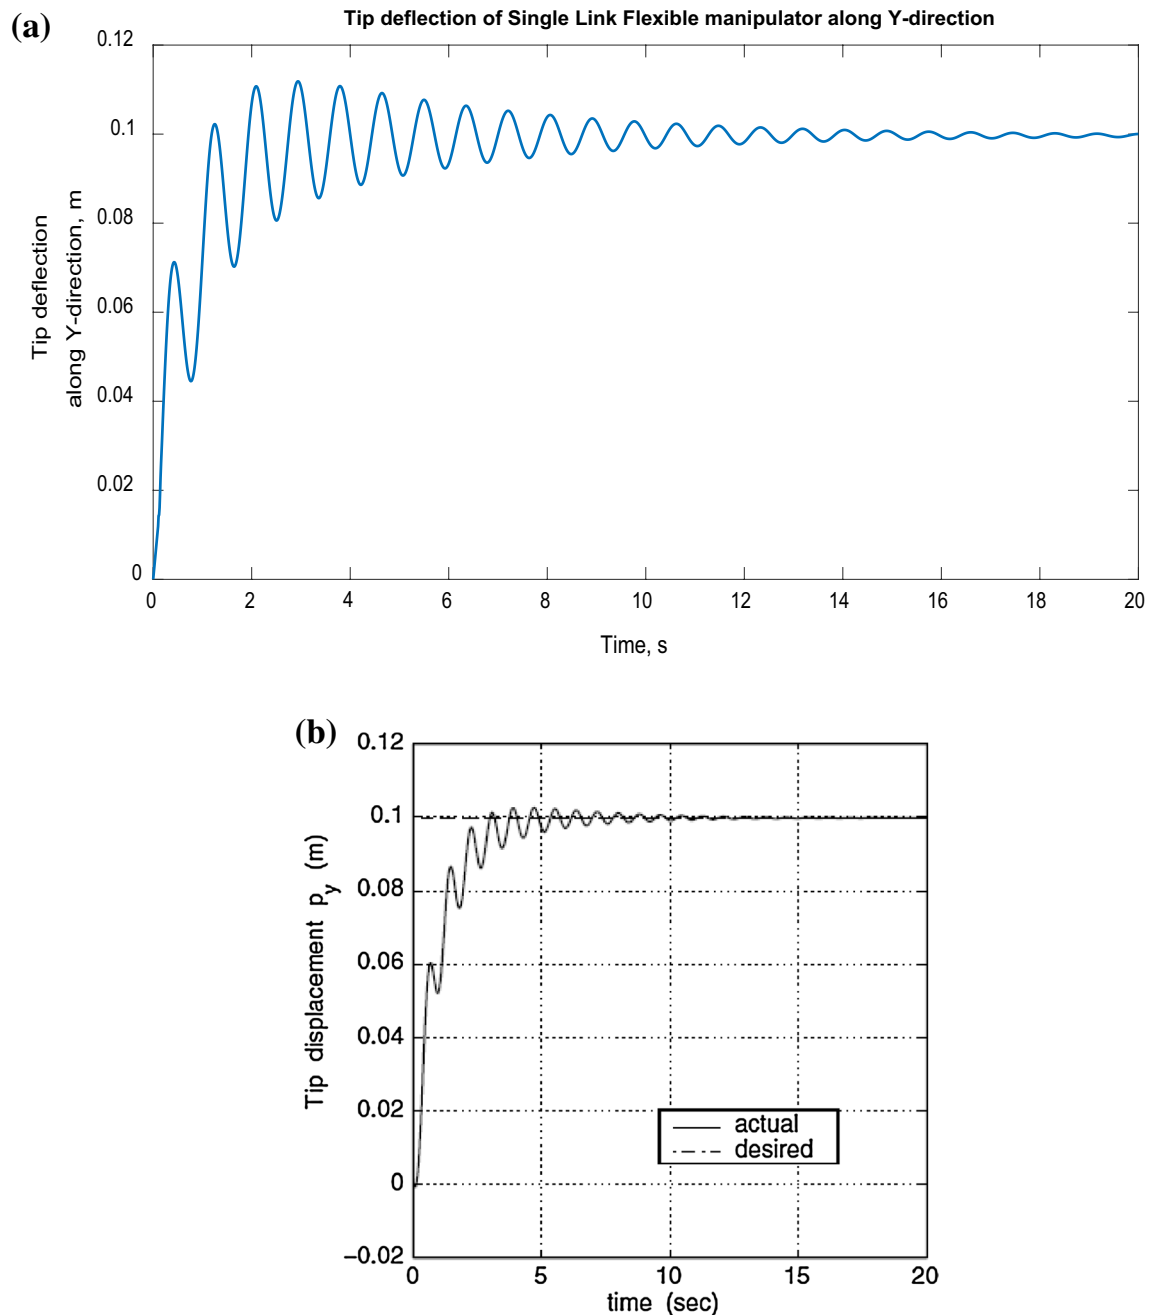 (a)
Tip deflection of Single Link Flexible manipulator along Y-direction
0.12
0.1
0.08
0.06
0.04
0.02
0
Tip deflection
along Y-direction, m
0 2 4 6 8 10 12 14 16 18 20
Time, s
(b)
0.12
0.1
0.08
0.06
0.04
0.02
0
−0.02
Tip displacement p_y (m)
actual
desired
0 5 10 15 20
time (sec)